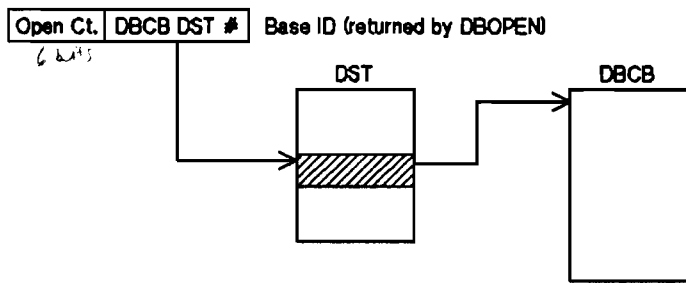 Open Ct. DBCB DST # Base ID (returned by DBOPEN)
6 bits
DST DBCB